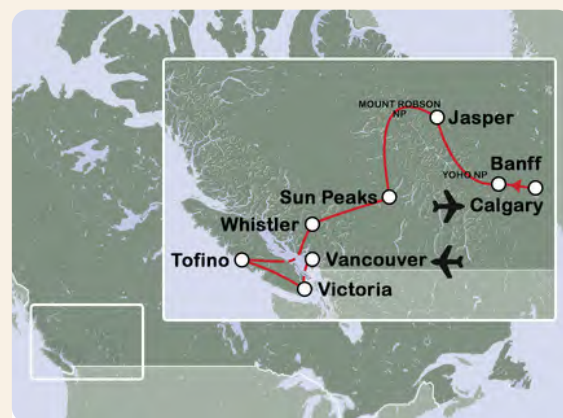 MOUNT ROBSON
NP
Jasper
Banff
YOHO NP
Sun Peaks
Calgary
Whistler
Tofino
Vancouver
Victoria